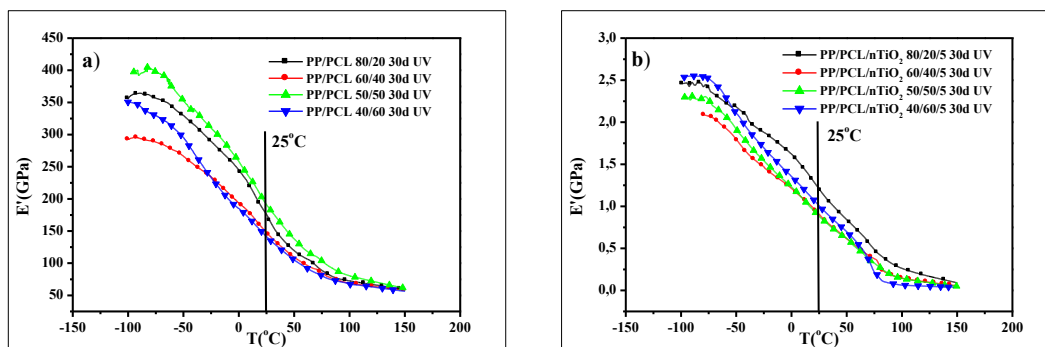 a)
PP/PCL 80/20 30d UV
PP/PCL 60/40 30d UV
PP/PCL 50/50 30d UV
PP/PCL 40/60 30d UV
25°C
E'(GPa)
450
400
350
300
250
200
150
100
50
-150 -100 -50 0 50 100 150 200
T(°C)
b)
PP/PCL/nTiO₂ 80/20/5 30d UV
PP/PCL/nTiO₂ 60/40/5 30d UV
PP/PCL/nTiO₂ 50/50/5 30d UV
PP/PCL/nTiO₂ 40/60/5 30d UV
25°C
E'(GPa)
3.0
2.5
2.0
1.5
1.0
0.5
0.0
-150 -100 -50 0 50 100 150 200
T(°C)